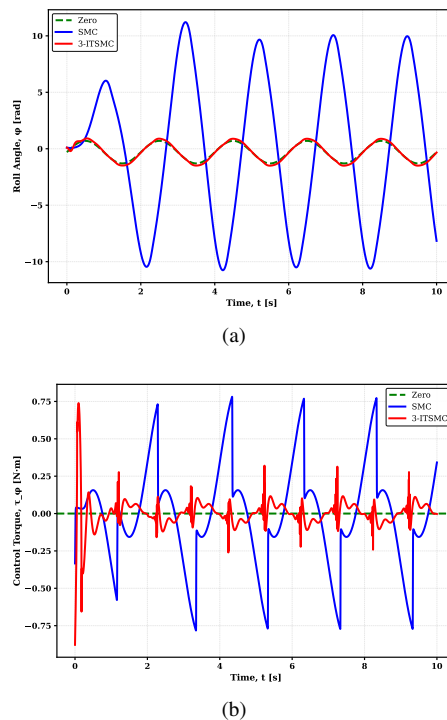 Roll Angle, φ [rad]
10
5
0
−5
−10
Zero
SMC
3-ITSMC
0
2
4
6
8
10
Time, t [s]
(a)
Control Torque, τ_φ [N·m]
0.75
0.50
0.25
0.00
−0.25
−0.50
−0.75
Zero
SMC
3-ITSMC
0
2
4
6
8
10
Time, t [s]
(b)